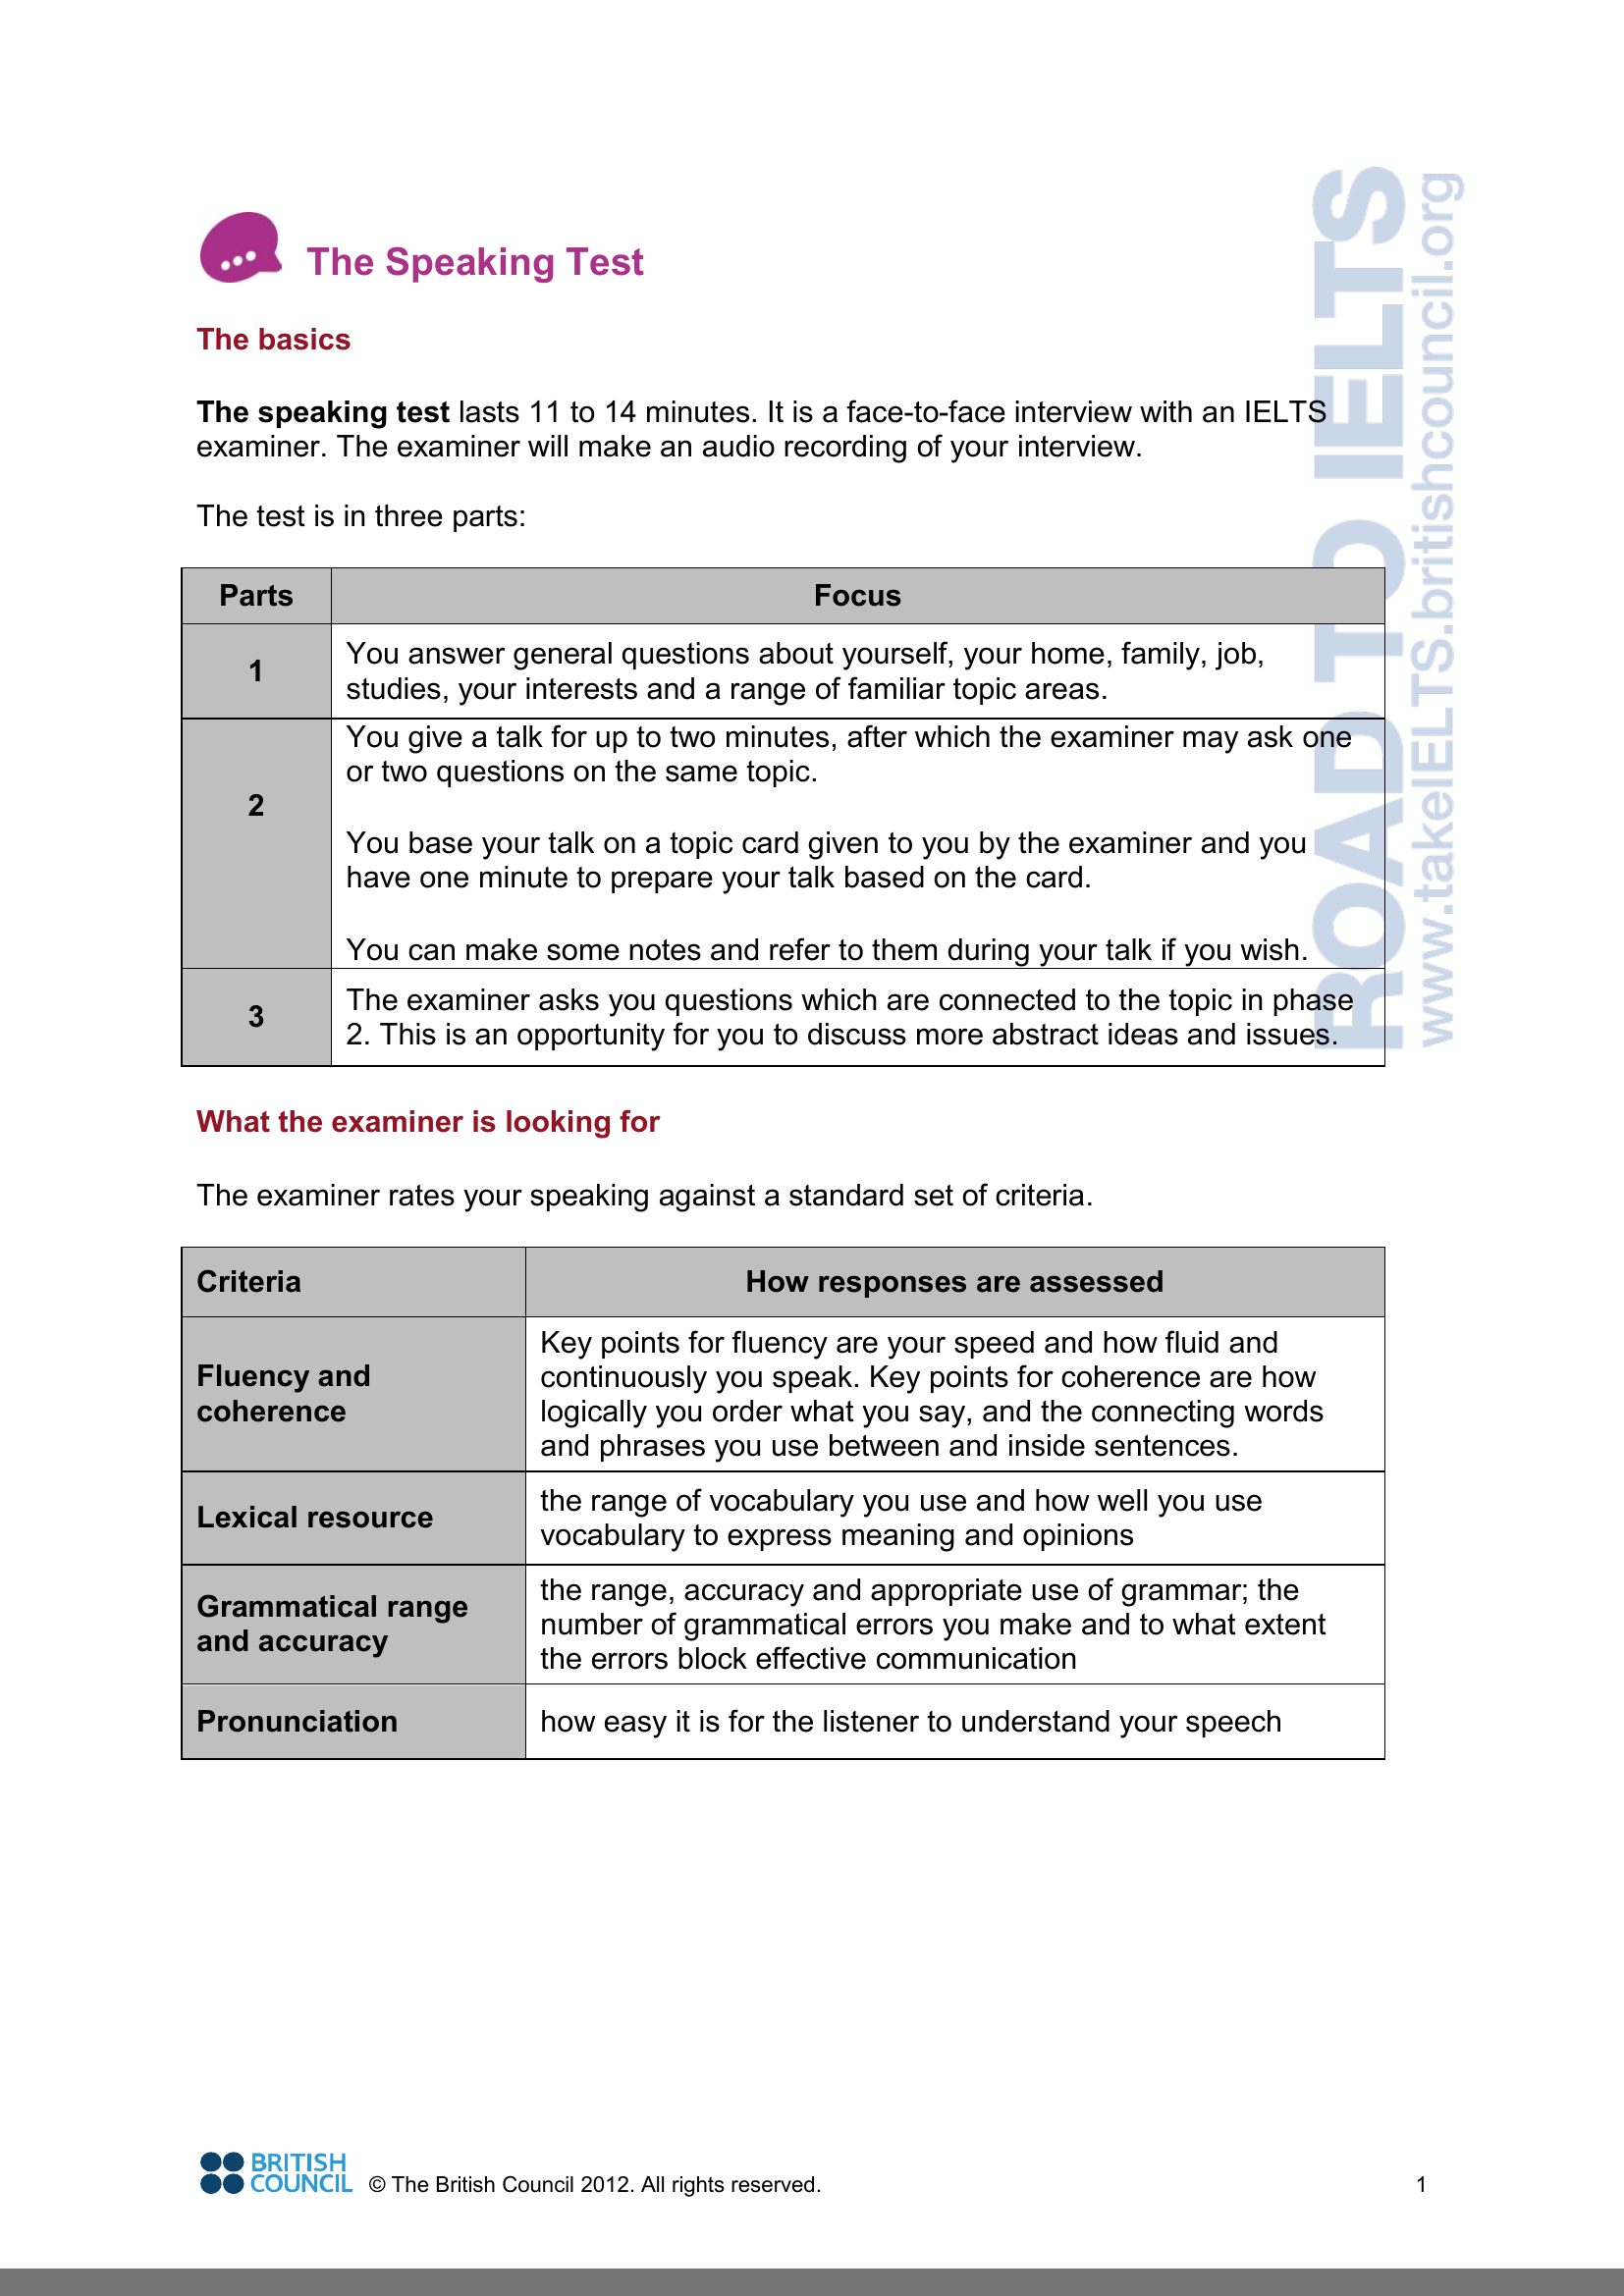 The Speaking Test
The basics
The speaking test lasts 11 to 14 minutes. It is a face-to-face interview with an IELTS
examiner. The examiner will make an audio recording of your interview.
The test is in three parts:
Parts
Focus
1
You answer general questions about yourself, your home, family, job,
studies, your interests and a range of familiar topic areas.
2
You give a talk for up to two minutes, after which the examiner may ask one
or two questions on the same topic.
You base your talk on a topic card given to you by the examiner and you
have one minute to prepare your talk based on the card.
You can make some notes and refer to them during your talk if you wish.
3
The examiner asks you questions which are connected to the topic in phase
2. This is an opportunity for you to discuss more abstract ideas and issues.
What the examiner is looking for
The examiner rates your speaking against a standard set of criteria.
Criteria
How responses are assessed
Fluency and
coherence
Key points for fluency are your speed and how fluid and
continuously you speak. Key points for coherence are how
logically you order what you say, and the connecting words
and phrases you use between and inside sentences.
Lexical resource
the range of vocabulary you use and how well you use
vocabulary to express meaning and opinions
Grammatical range
and accuracy
the range, accuracy and appropriate use of grammar; the
number of grammatical errors you make and to what extent
the errors block effective communication
Pronunciation
how easy it is for the listener to understand your speech
ROAD TO IELTS
www.takeIELTS.britishcouncil.org
BRITISH
COUNCIL
© The British Council 2012. All rights reserved.
1